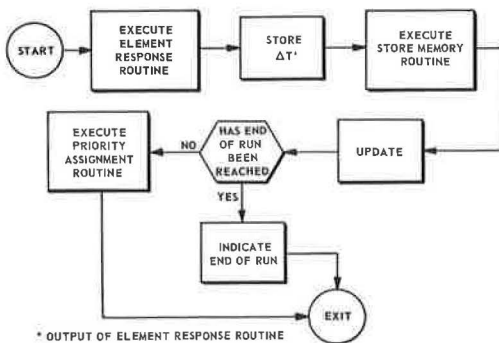 START
EXECUTE
ELEMENT
RESPONSE
ROUTINE
STORE
ΔT*
EXECUTE
STORE MEMORY
ROUTINE
UPDATE
HAS END
OF RUN
BEEN
REACHED
NO
EXECUTE
PRIORITY
ASSIGNMENT
ROUTINE
YES
INDICATE
END OF RUN
EXIT
* OUTPUT OF ELEMENT RESPONSE ROUTINE